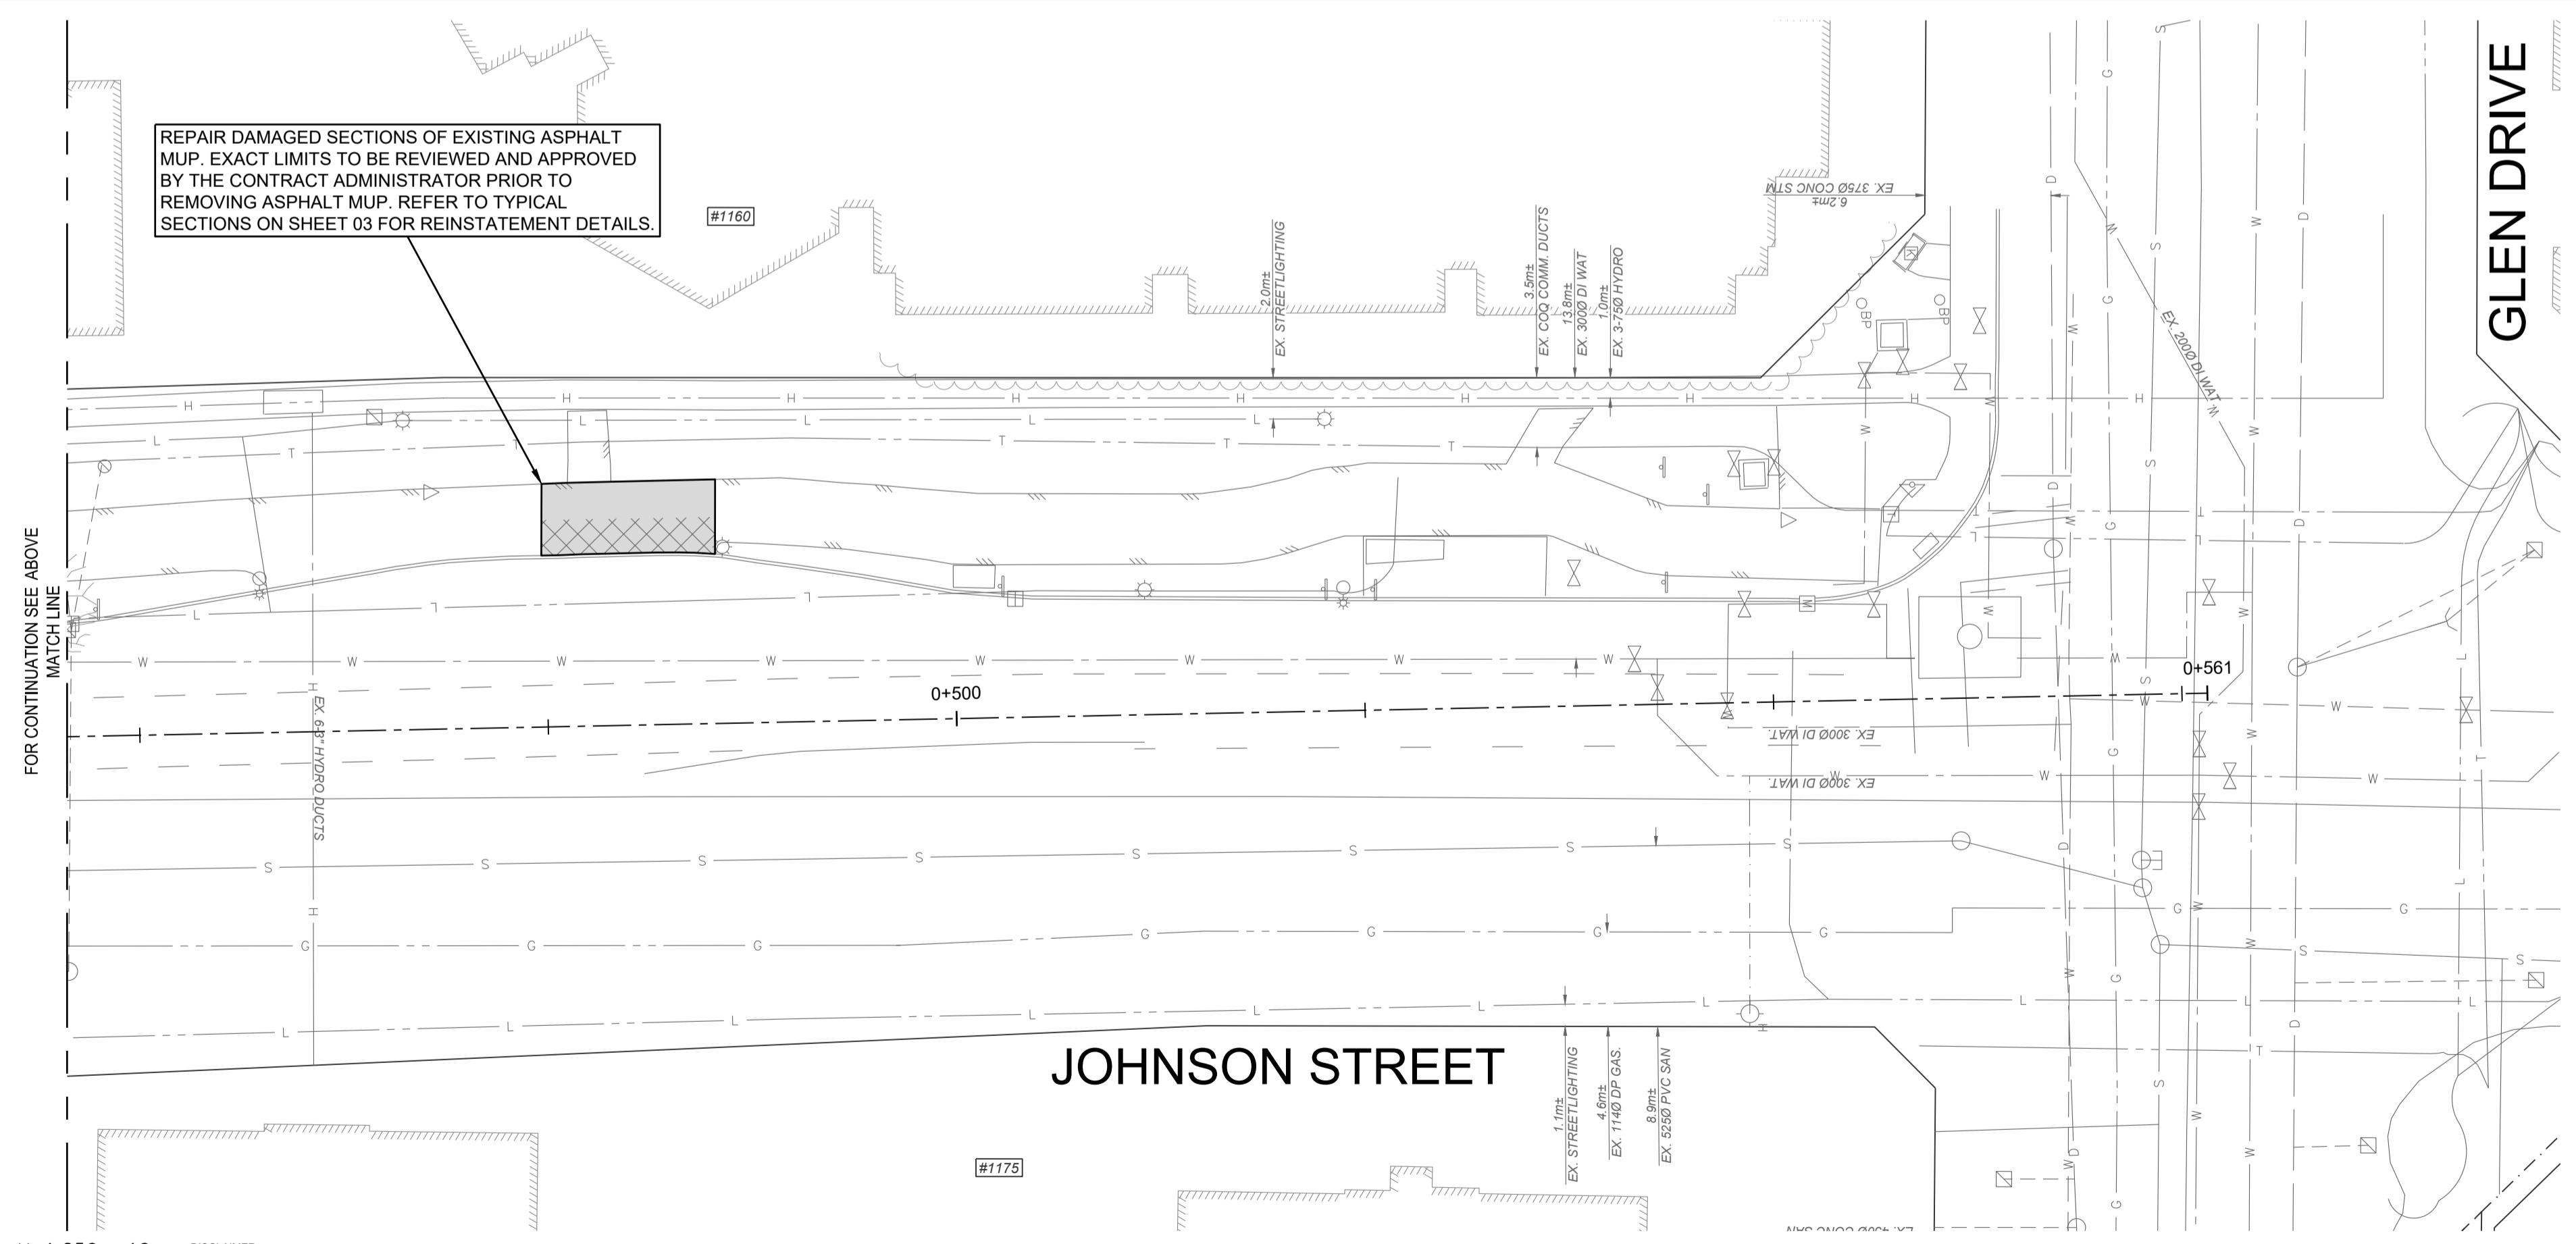 REPAIR DAMAGED SECTIONS OF EXISTING ASPHALT
MUP. EXACT LIMITS TO BE REVIEWED AND APPROVED
BY THE CONTRACT ADMINISTRATOR PRIOR TO
REMOVING ASPHALT MUP. REFER TO TYPICAL
SECTIONS ON SHEET 03 FOR REINSTATEMENT DETAILS.
#1160
2.0m±
EX. STREETLIGHTING
3.5m±
EX. COQ COMM. DUCTS
13.8m±
EX. 300Ø DI WAT
1.0m±
EX. 3-75Ø HYDRO
EX. 375Ø CONC STM
6.2m±
BP
BP
K
EX. 200Ø DI WAT
GLEN DRIVE
FOR CONTINUATION SEE ABOVE
MATCH LINE
EX. 6-3" HYDRO DUCTS
0+500
0+561
EX. 300Ø DI WAT.
EX. 300Ø DI WAT.
JOHNSON STREET
1.1m±
EX. STREETLIGHTING
4.6m±
EX. 114Ø DP GAS.
8.9m±
EX. 525Ø PVC SAN
#1175